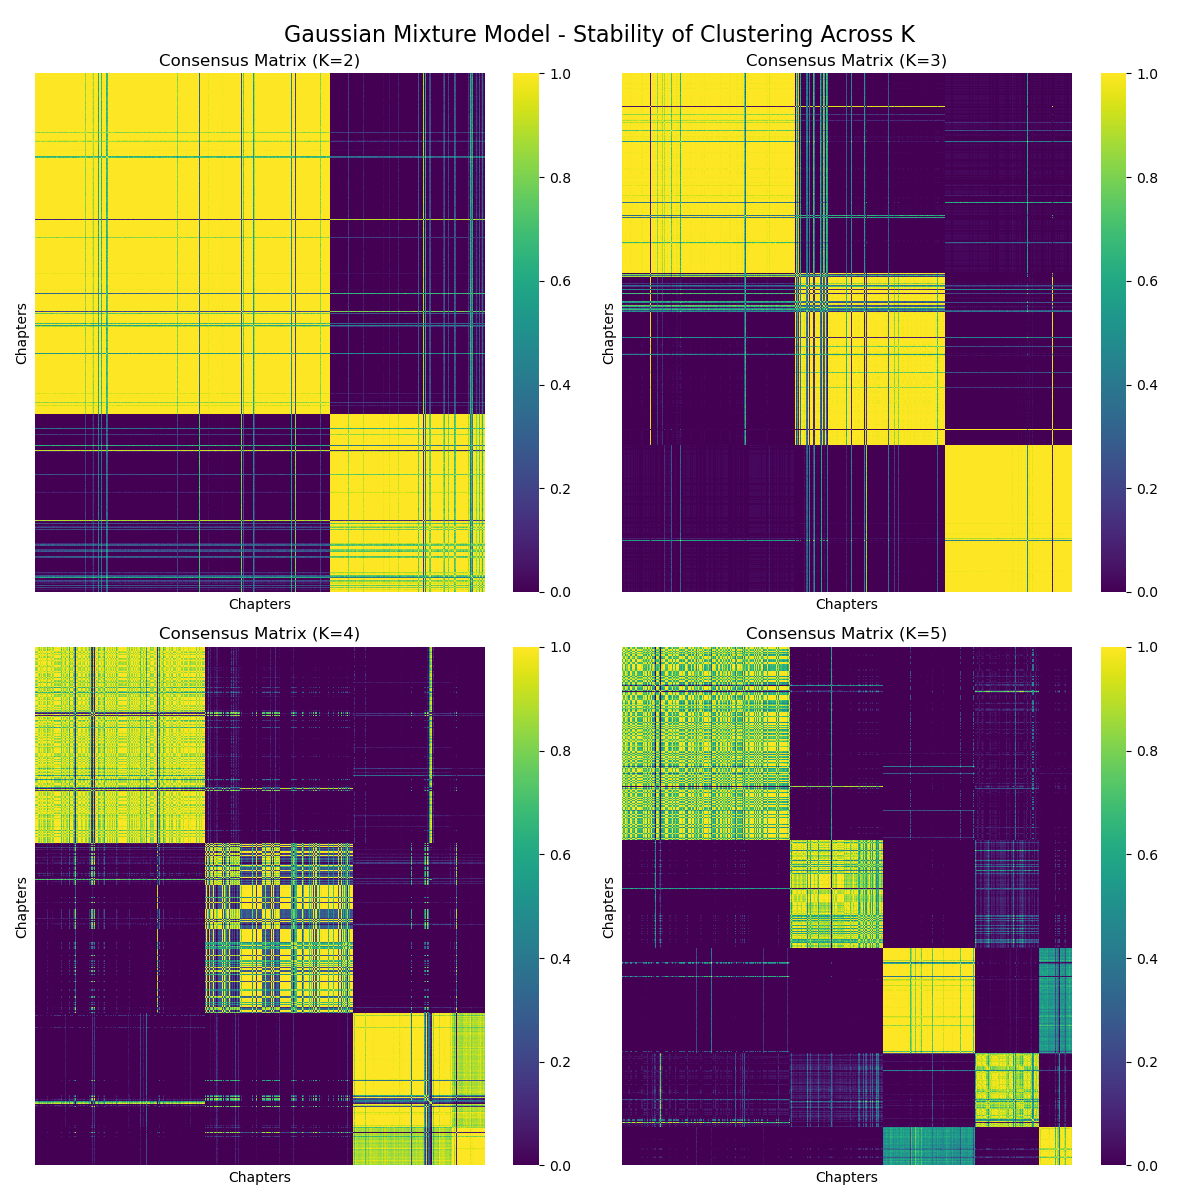 Gaussian Mixture Model - Stability of Clustering Across K
Consensus Matrix (K=2)
Chapters
Chapters
1.0
0.8
0.6
0.4
0.2
0.0
Consensus Matrix (K=3)
Chapters
Chapters
1.0
0.8
0.6
0.4
0.2
0.0
Consensus Matrix (K=4)
Chapters
Chapters
1.0
0.8
0.6
0.4
0.2
0.0
Consensus Matrix (K=5)
Chapters
Chapters
1.0
0.8
0.6
0.4
0.2
0.0